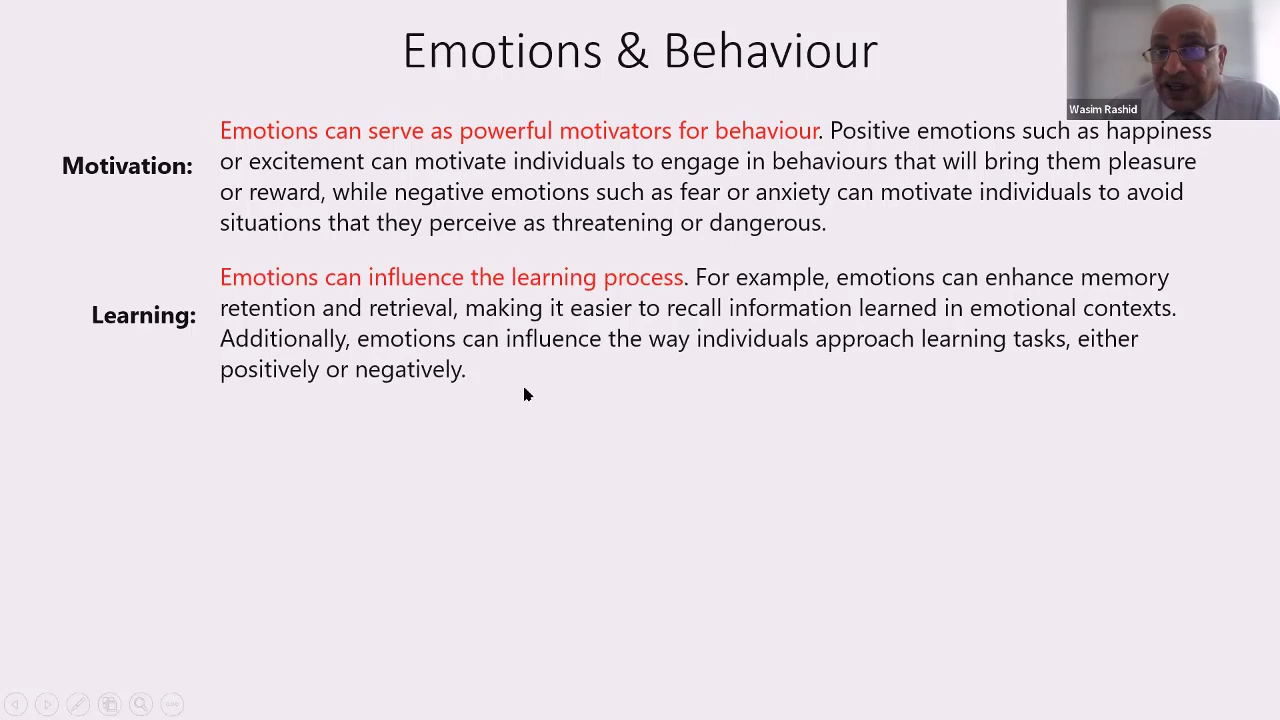 Emotions & Behaviour
Wasim Rashid
Motivation:
Emotions can serve as powerful motivators for behaviour. Positive emotions such as happiness
or excitement can motivate individuals to engage in behaviours that will bring them pleasure
or reward, while negative emotions such as fear or anxiety can motivate individuals to avoid
situations that they perceive as threatening or dangerous.
Learning:
Emotions can influence the learning process. For example, emotions can enhance memory
retention and retrieval, making it easier to recall information learned in emotional contexts.
Additionally, emotions can influence the way individuals approach learning tasks, either
positively or negatively.